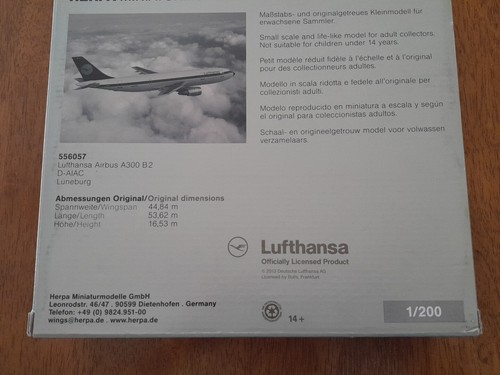 Maßstabs- und originalgetreues Kleinmodell für
erwachsene Sammler.
Small scale and life-like model for adult collectors.
Not suitable for children under 14 years.
Petit modèle réduit fidèle à l'échelle et à l'original
pour des collectionneurs adultes.
Modello in scala ridotta e fedele all'originale per
collezionisti adulti.
Modelo reproducido en miniatura a escala y según
el original para coleccionistas adultos.
Schaal- en origineelgetrouw model voor volwassen
verzamelaars.
556057
Lufthansa Airbus A300 B2
D-AIAC
Lüneburg
Abmessungen Original/Original dimensions
Spannweite/Wingspan 44,84 m
Länge/Length 53,62 m
Höhe/Height 16,53 m
Lufthansa
Officially Licensed Product
Deutsche Lufthansa AG
Herpa Miniaturmodelle GmbH
Leonrodstr. 46/47 . 90599 Dietenhofen . Germany
Telefon: +49 (0) 9824.951-00
wings@herpa.de . www.herpa.de
14+
1/200